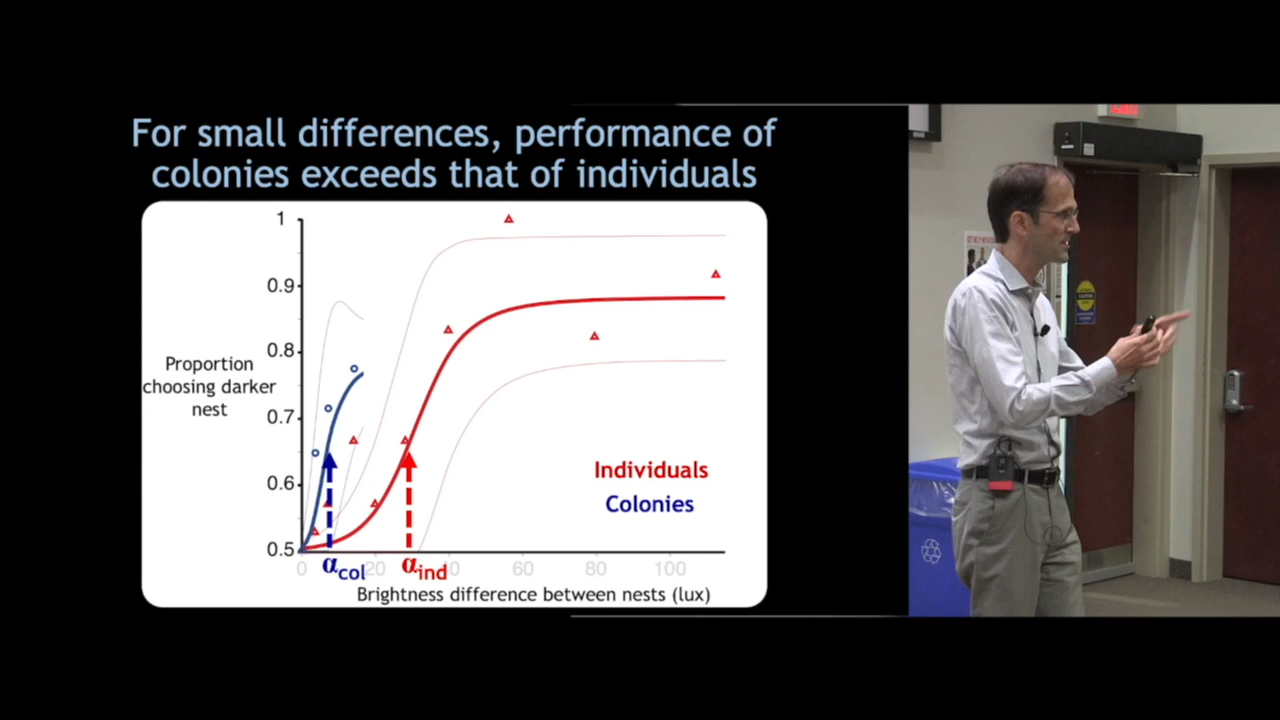 For small differences, performance of
colonies exceeds that of individuals
1
0.9
0.8
0.7
0.6
0.5
Proportion
choosing darker
nest
Individuals
Colonies
αcol
αind
0
20
60
80
100
Brightness difference between nests (lux)
CAUTION